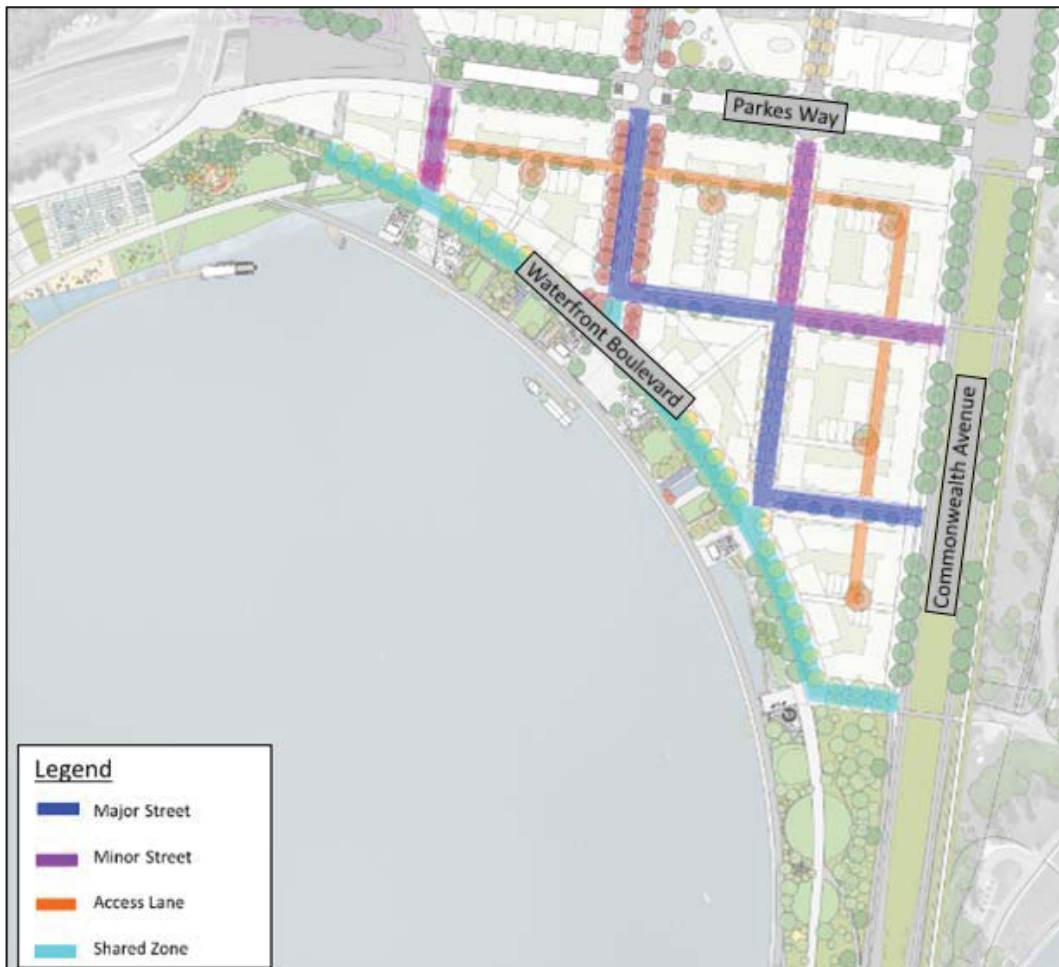 Parkes Way
Waterfront Boulevard
Commonwealth Avenue
Legend
Major Street
Minor Street
Access Lane
Shared Zone